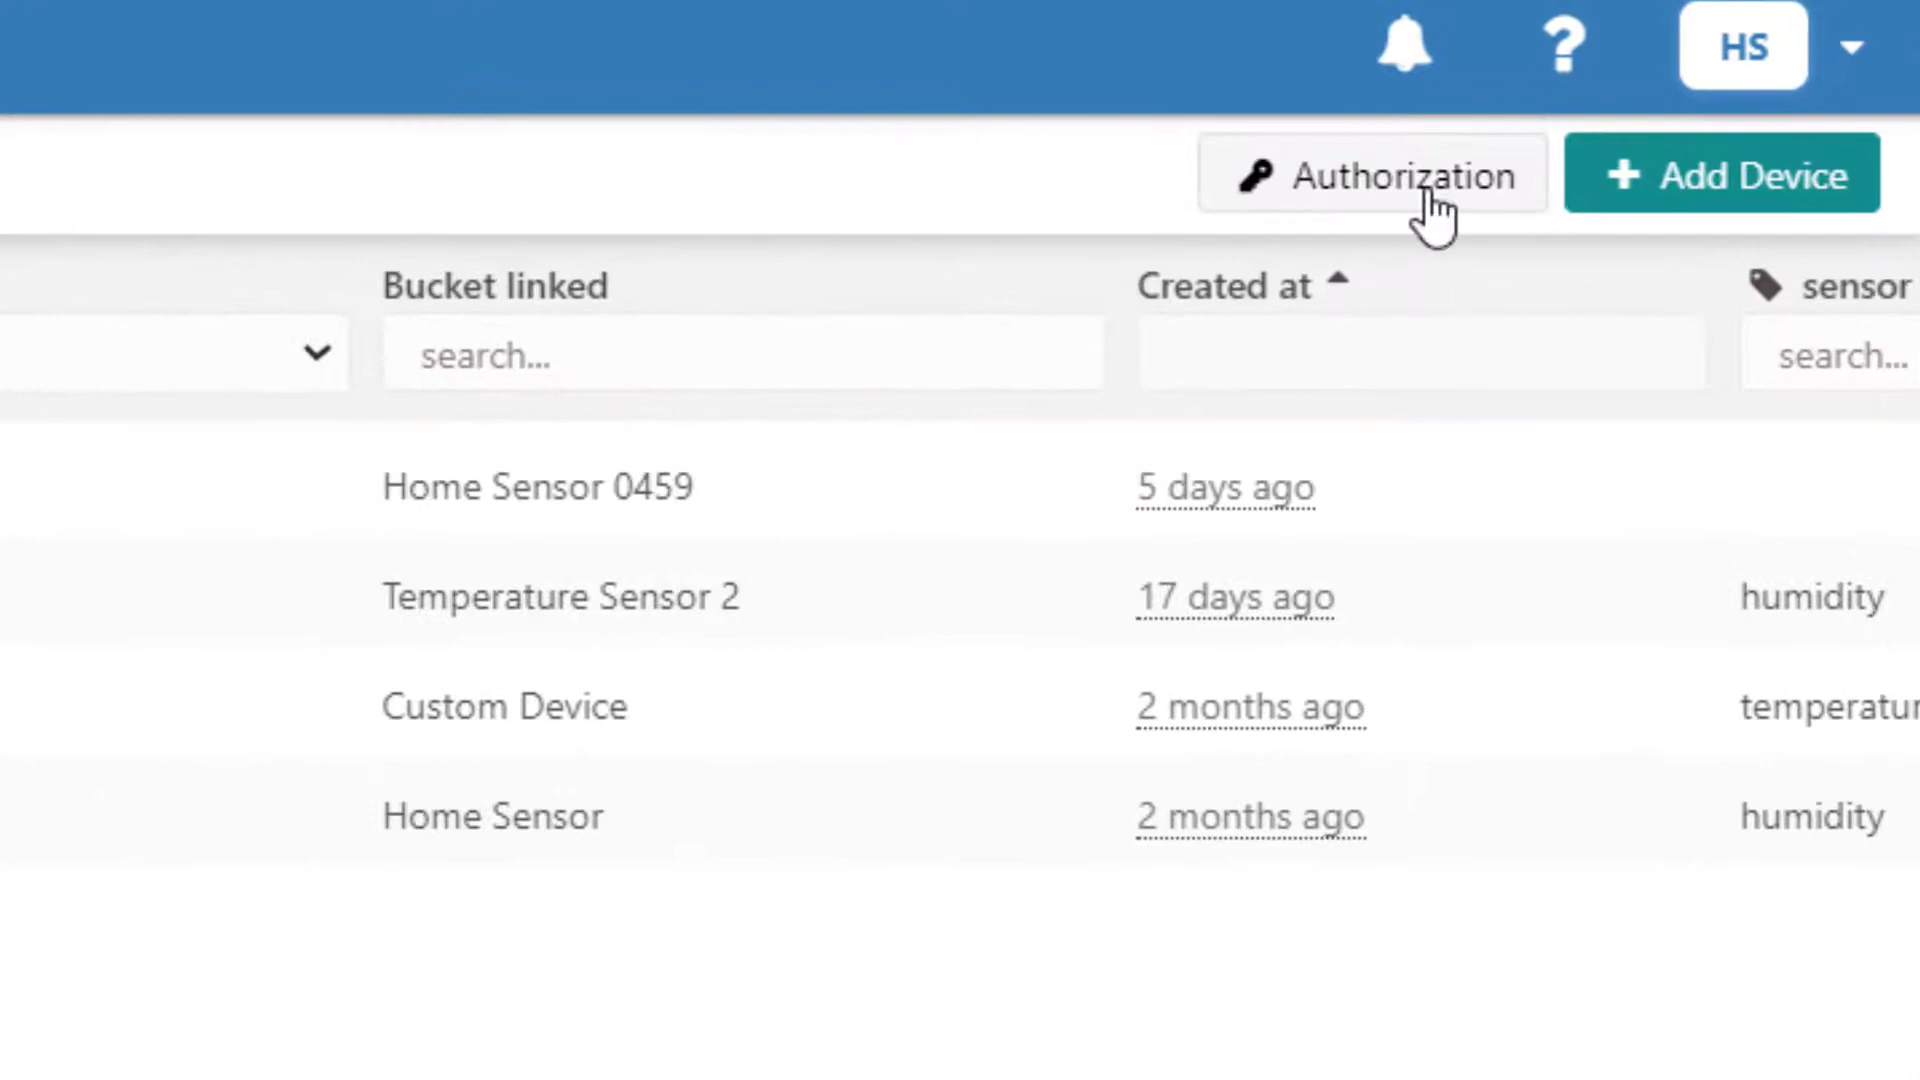 HS
Authorization
Add Device
Bucket linked
Created at
sensor
search...
search...
Home Sensor 0459
5 days ago
Temperature Sensor 2
17 days ago
humidity
Custom Device
2 months ago
temperatur
Home Sensor
2 months ago
humidity